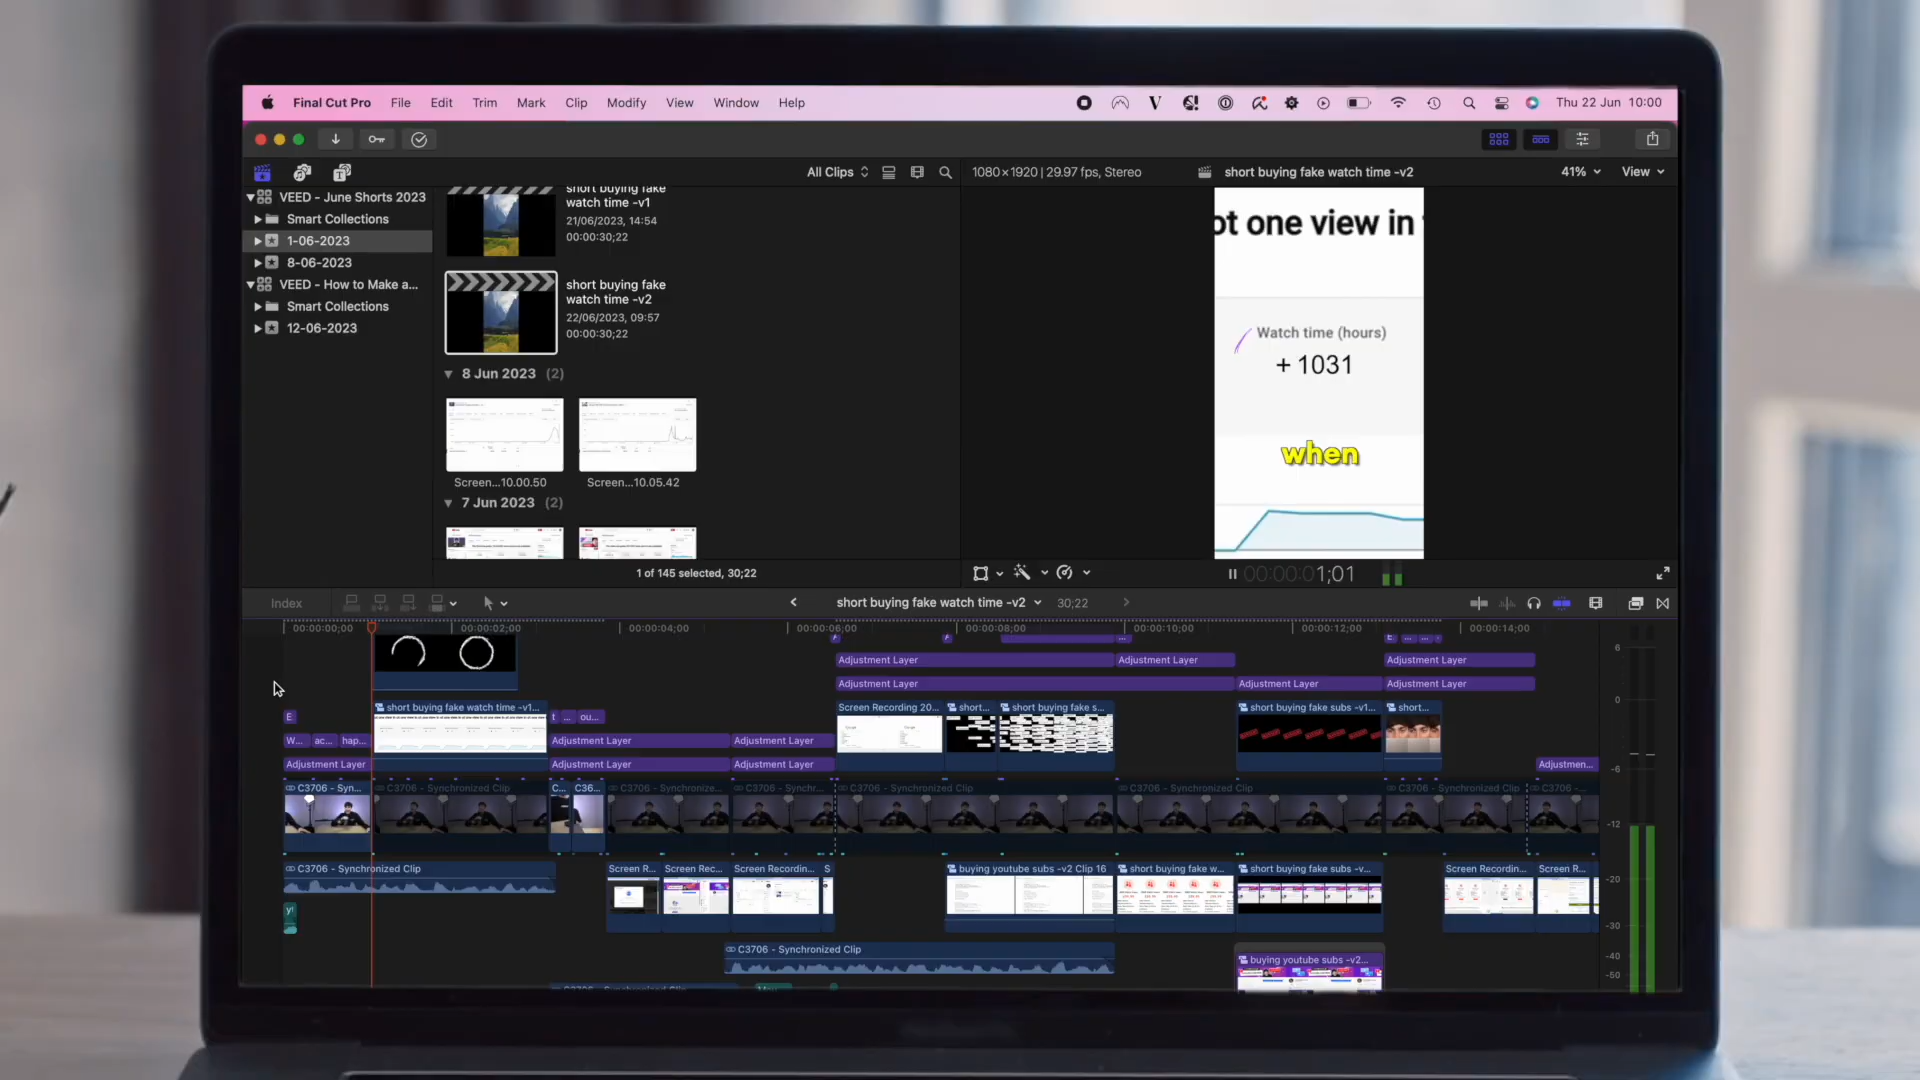 Final Cut Pro File Edit Trim Mark Clip Modify View Window Help
Thu 22 Jun 10:00
All Clips
1080×1920 | 29.97 fps, Stereo
short buying fake watch time -v2
41%
View
VEED - June Shorts 2023
Smart Collections
1-06-2023
8-06-2023
VEED - How to Make a...
Smart Collections
12-06-2023
short buying fake
watch time -v1
21/06/2023, 14:54
00:00:30;22
short buying fake
watch time -v2
22/06/2023, 09:57
00:00:30;22
8 Jun 2023 (2)
Screen...10.00.50
Screen...10.05.42
7 Jun 2023 (2)
1 of 145 selected, 30;22
ot one view in
Watch time (hours)
+ 1031
when
00:00:01;01
Index
short buying fake watch time -v2
30;22
00:00:00;00
00:00:02;00
00:00:04;00
00:00:06;00
00:00:08;00
00:00:10;00
00:00:12;00
00:00:14;00
Adjustment Layer
Adjustment Layer
Adjustment Layer
Adjustment Layer
Adjustment Layer
Adjustment Layer
E
short buying fake watch time -v1...
t
...
ou...
Screen Recording 20...
short...
short buying fake s...
short buying fake subs -v1...
short...
W...
ac...
hap...
Adjustment Layer
Adjustment Layer
Adjustment Layer
Adjustment Layer
Adjustment Layer
Adjustmen...
C3706 - Syn...
C3706 - Synchronized Clip
C...
C36...
C3706 - Synchronize...
C3706 - Synchr...
C3706 - Synchronized Clip
C3706 - Synchronized Clip
C3706 - Synchronized Clip
C3706 -...
C3706 - Synchronized Clip
Screen R...
Screen Rec...
Screen Recordin...
S
buying youtube subs -v2 Clip 16
short buying fake w...
short buying fake subs -v...
Screen Recordin...
Screen R...
y!
C3706 - Synchronized Clip
buying youtube subs -v2...
6
0
-6
-12
-20
-30
-40
-50